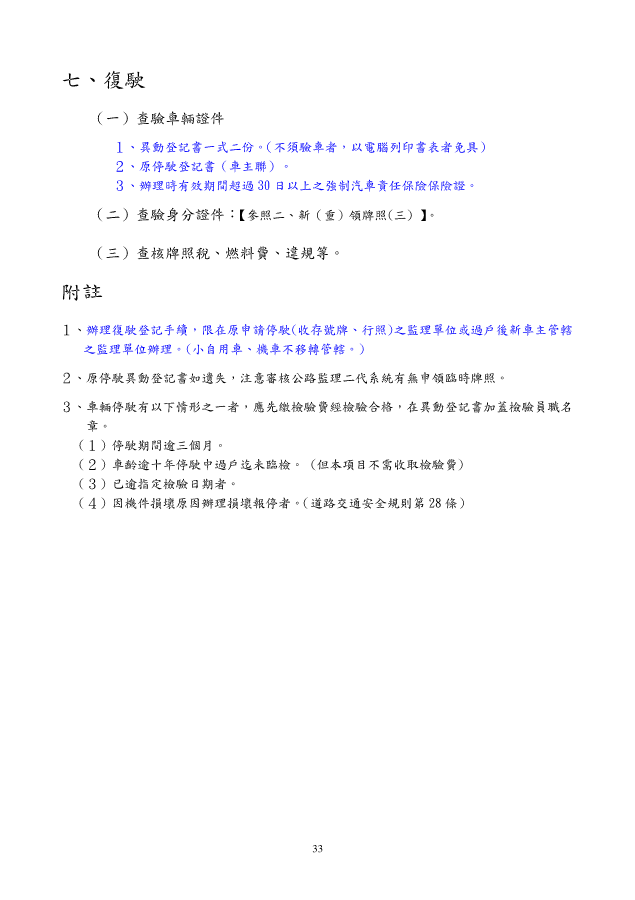 七、復駛
（一）查驗車輛證件
１、異動登記書一式二份。(不須驗車者，以電腦列印書表者免具)
２、原停駛登記書（車主聯）。
３、辦理時有效期間超過 30 日以上之強制汽車責任保險保險證。
（二）查驗身分證件：【參照二、新（重）領牌照(三) 】。
（三）查核牌照稅、燃料費、違規等。
附註
１、辦理復駛登記手續，限在原申請停駛(收存號牌、行照)之監理單位或過戶後新車主管轄
之監理單位辦理。(小自用車、機車不移轉管轄。)
２、原停駛異動登記書如遺失，注意審核公路監理二代系統有無申領臨時牌照。
３、車輛停駛有以下情形之一者，應先繳檢驗費經檢驗合格，在異動登記書加蓋檢驗員職名
章。
（１）停駛期間逾三個月。
（２）車齡逾十年停駛中過戶迄未臨檢。（但本項目不需收取檢驗費）
（３）已逾指定檢驗日期者。
（４）因機件損壞原因辦理損壞報停者。（道路交通安全規則第 28 條）
33